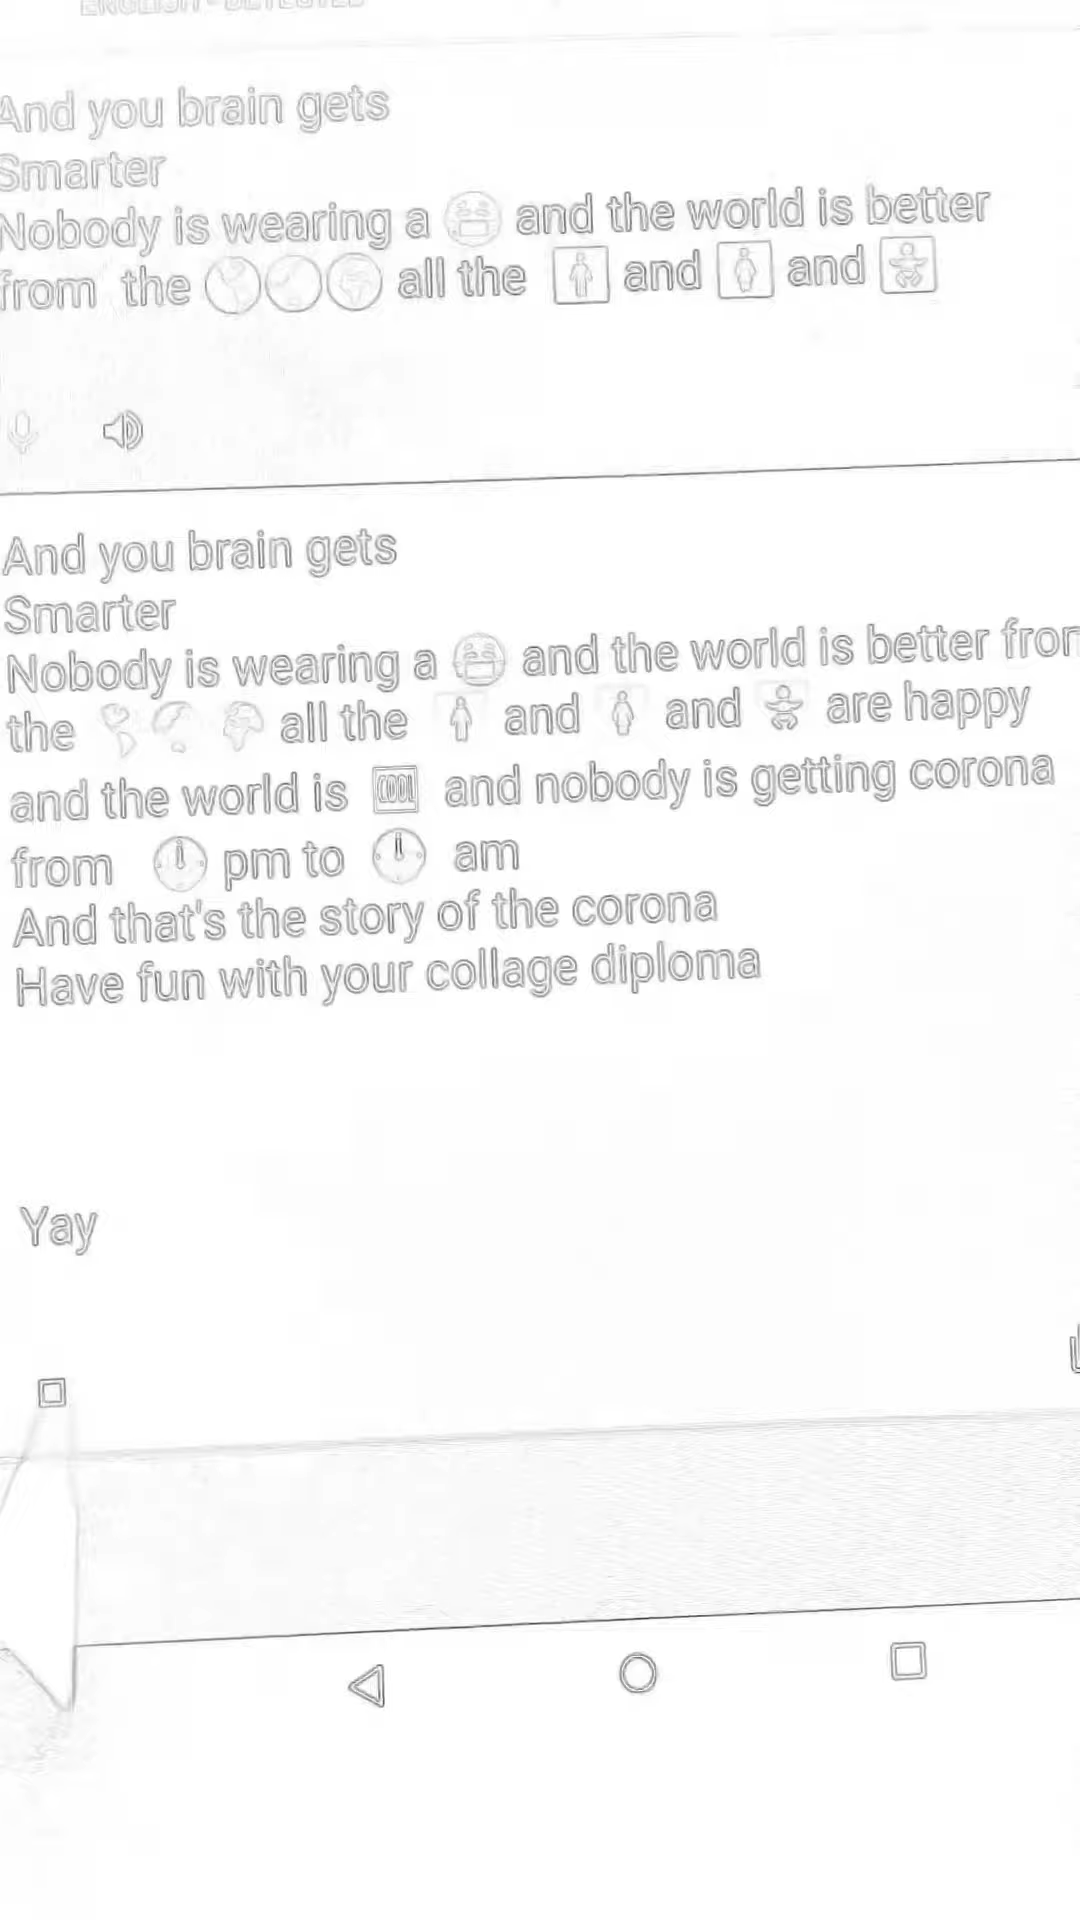 ENGLISH - DETECTED
And you brain gets
Smarter
Nobody is wearing a 😷 and the world is better
from the 🌎🌏🌍 all the 🚹 and 🚺 and 🚼
And you brain gets
Smarter
Nobody is wearing a 😷 and the world is better
the 🌎🌏🌍 all the 🚹 and 🚺 and 🚼 are happy
and the world is 🆒 and nobody is getting corona
from 🕛 pm to 🕛 am
And that's the story of the corona
Have fun with your collage diploma
Yay